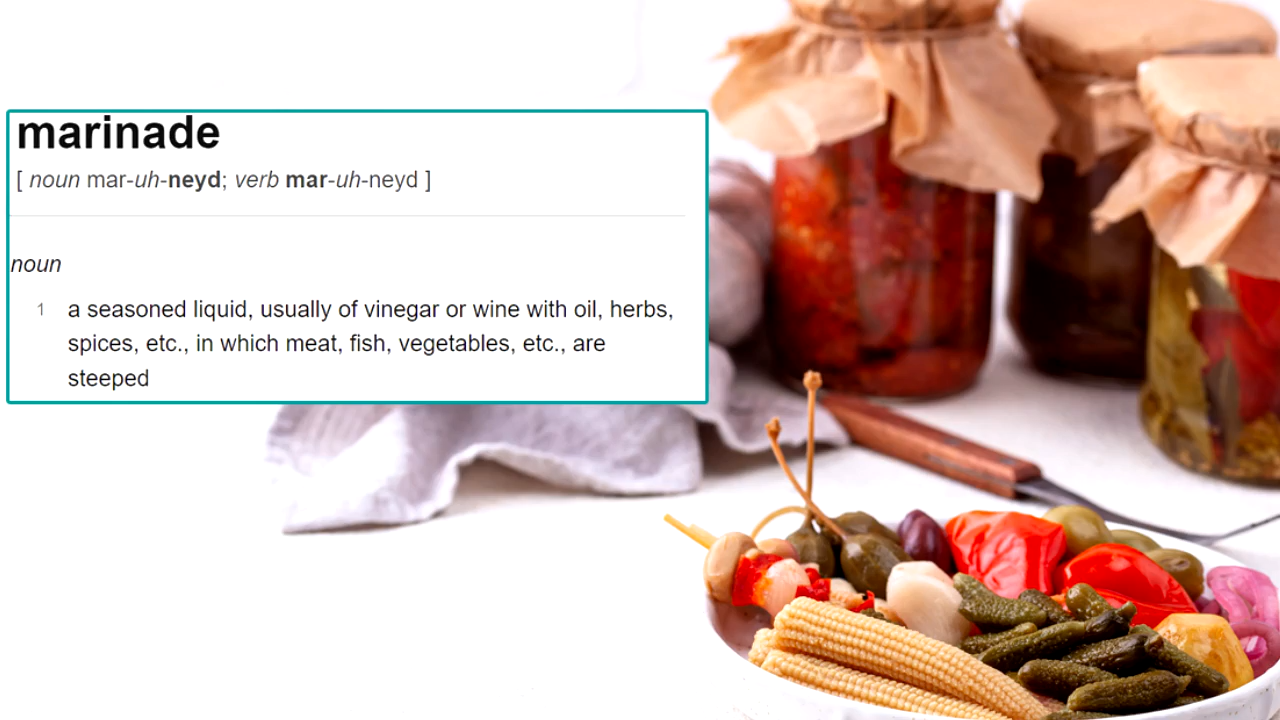 marinade
[ noun mar-uh-neyd; verb mar-uh-neyd ]
noun
1 a seasoned liquid, usually of vinegar or wine with oil, herbs,
spices, etc., in which meat, fish, vegetables, etc., are
steeped